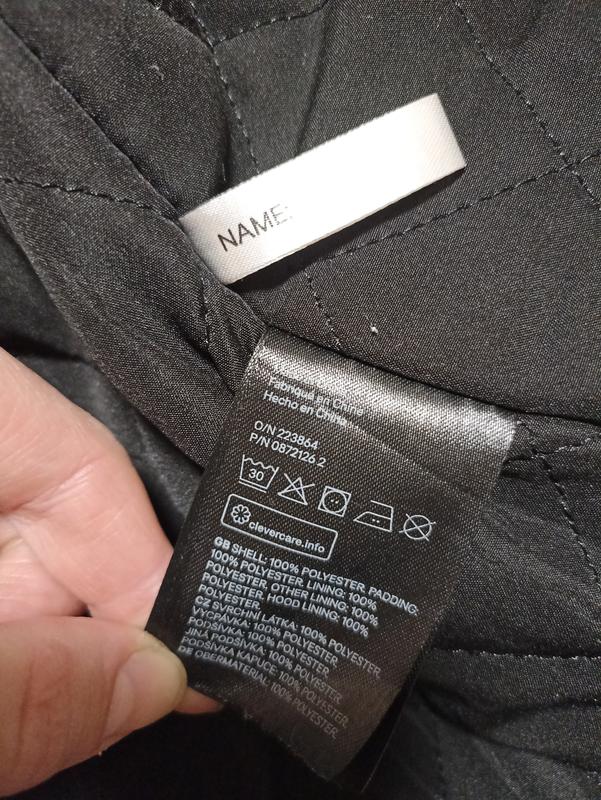 NAME:
Fabriqué en Chine
Hecho en China
O/N 223864
P/N 0872126.2
30
clevercare.info
GB SHELL: 100% POLYESTER. PADDING:
100% POLYESTER. LINING: 100%
POLYESTER. OTHER LINING: 100%
POLYESTER. HOOD LINING: 100%
POLYESTER.
CZ SVRCHNÍ LÁTKA: 100% POLYESTER.
VÝCPÁVKA: 100% POLYESTER.
PODŠÍVKA: 100% POLYESTER.
JINÁ PODŠÍVKA: 100% POLYESTER.
PODŠÍVKA KAPUCE: 100% POLYESTER.
DE OBERMATERIAL: 100% POLYESTER.